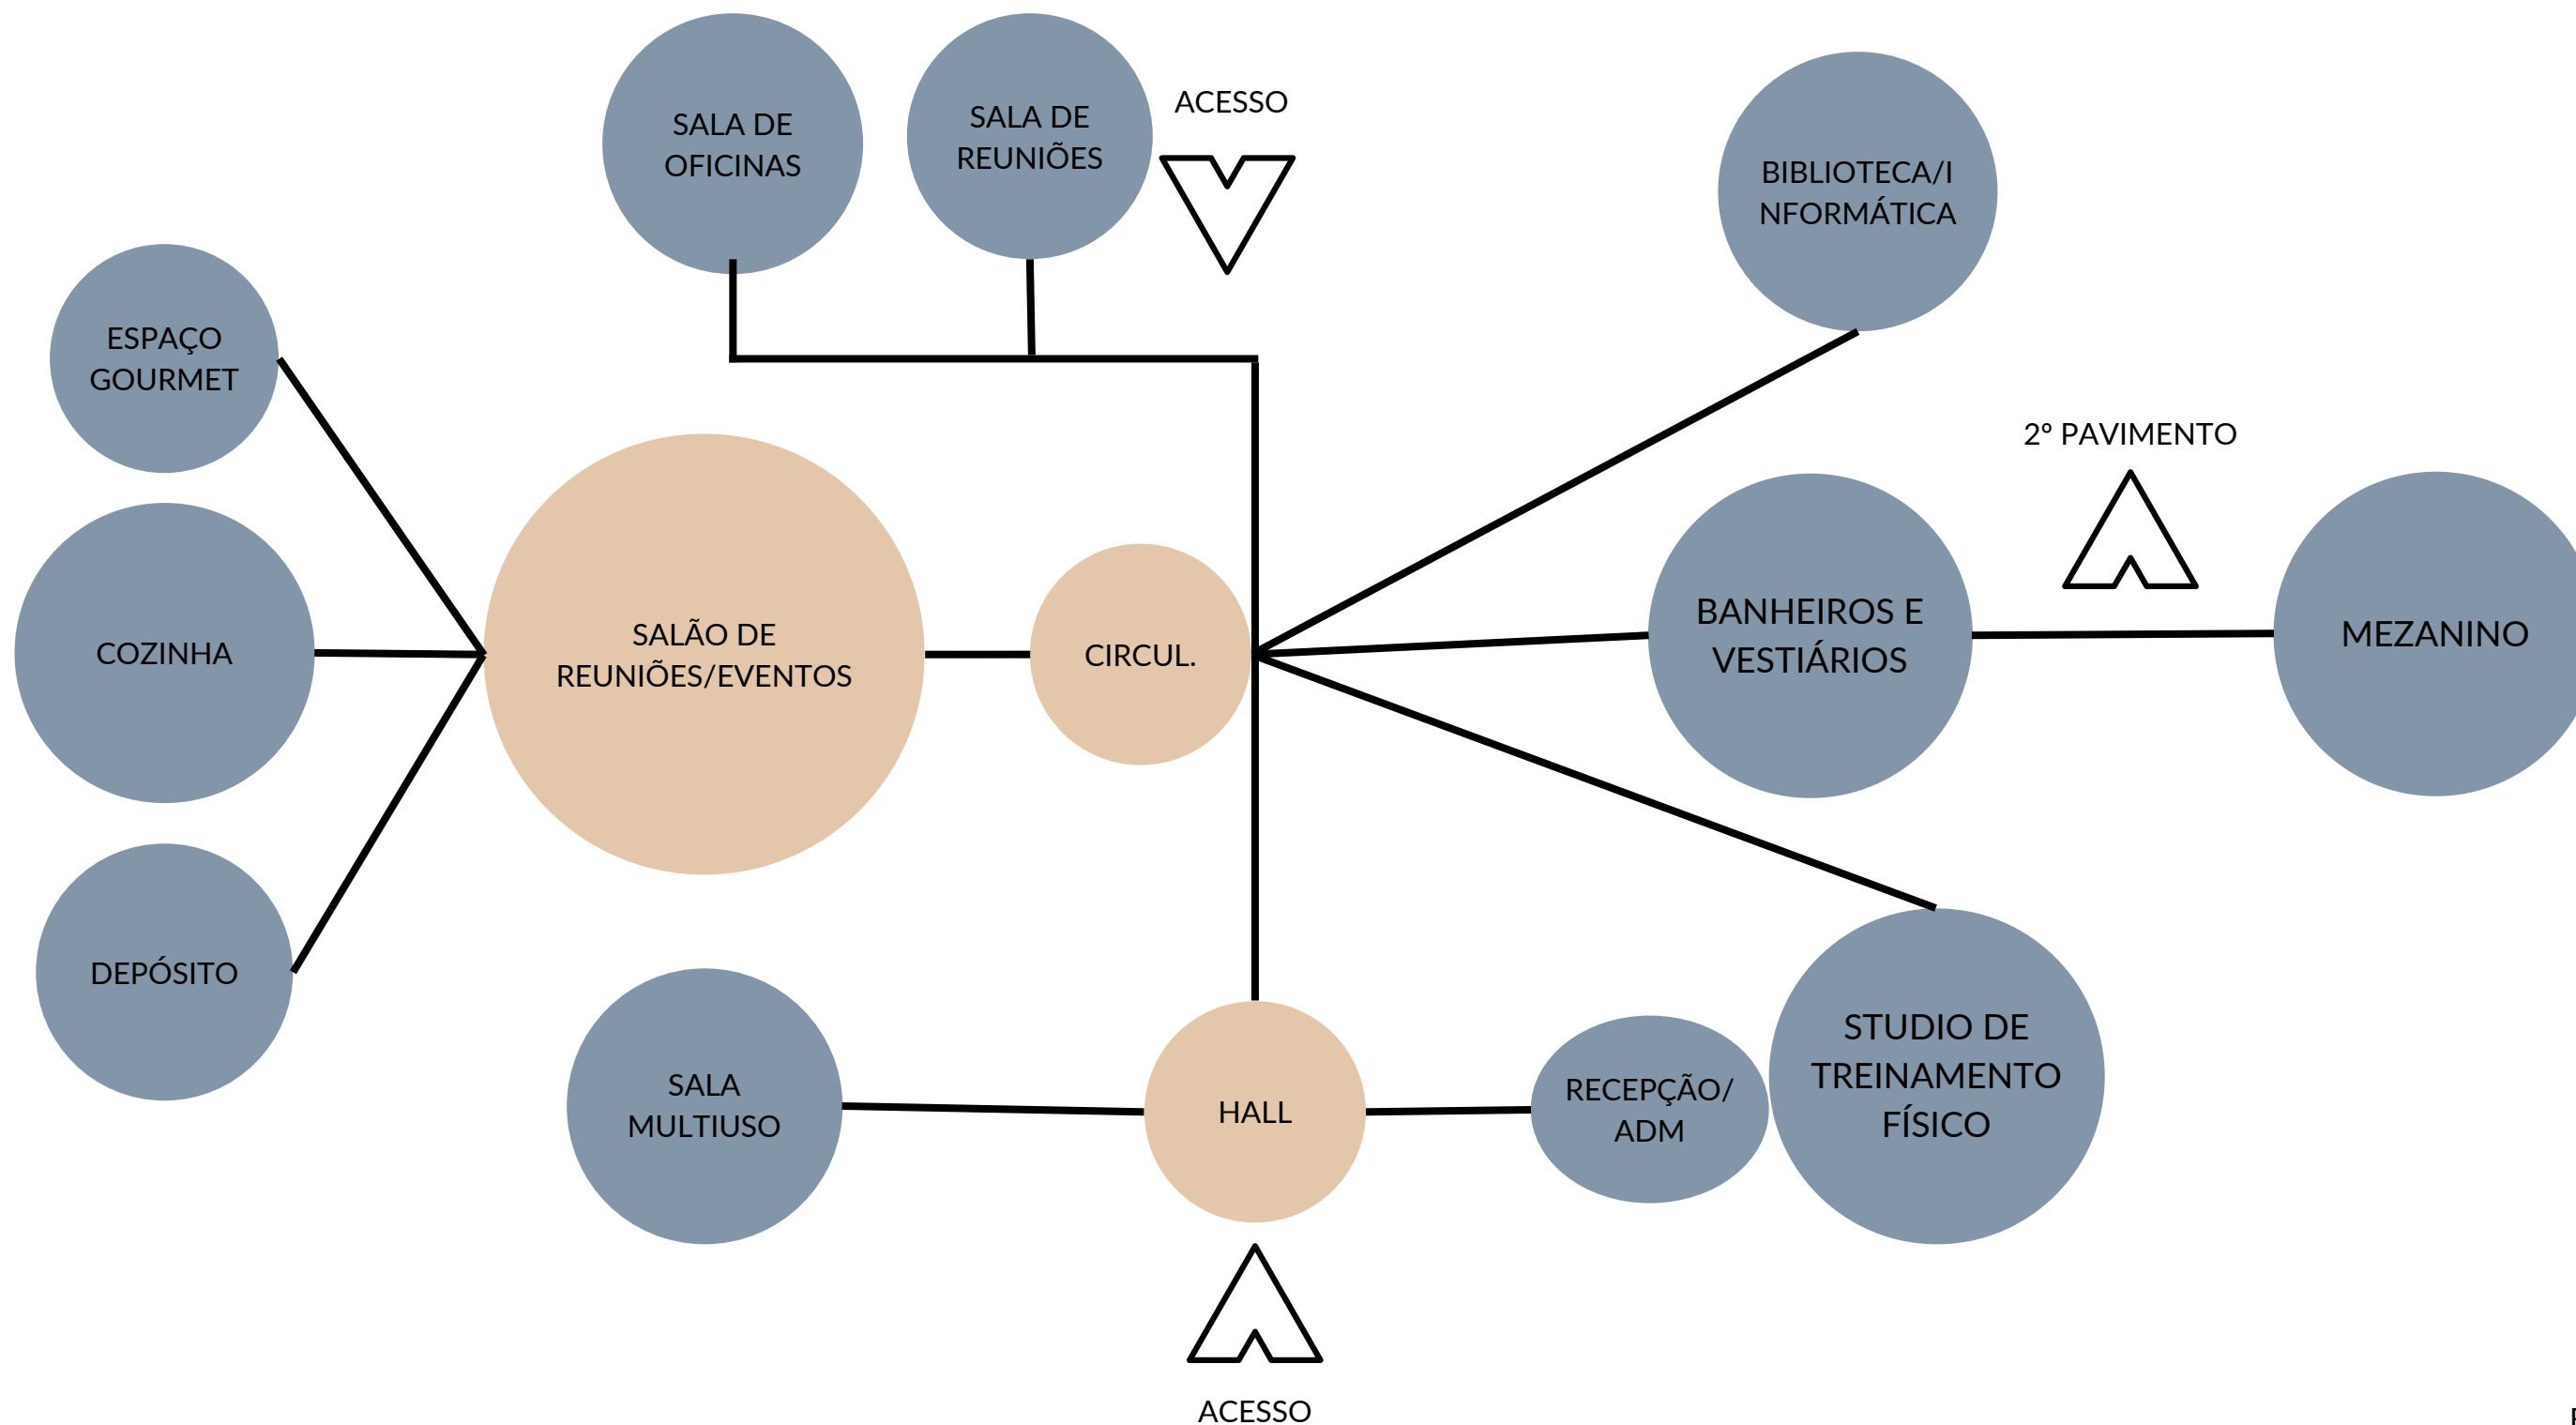 SALA DE
OFICINAS
SALA DE
REUNIÕES
ACESSO
BIBLIOTECA/I
NFORMÁTICA
ESPAÇO
GOURMET
2º PAVIMENTO
COZINHA
SALÃO DE
REUNIÕES/EVENTOS
CIRCUL.
BANHEIROS E
VESTIÁRIOS
MEZANINO
DEPÓSITO
SALA
MULTIUSO
HALL
RECEPÇÃO/
ADM
STUDIO DE
TREINAMENTO
FÍSICO
ACESSO